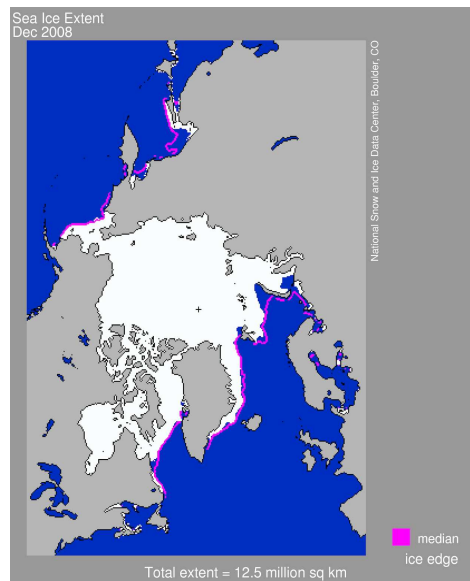 Sea Ice Extent
Dec 2008
National Snow and Ice Data Center, Boulder, CO
median
ice edge
Total extent = 12.5 million sq km